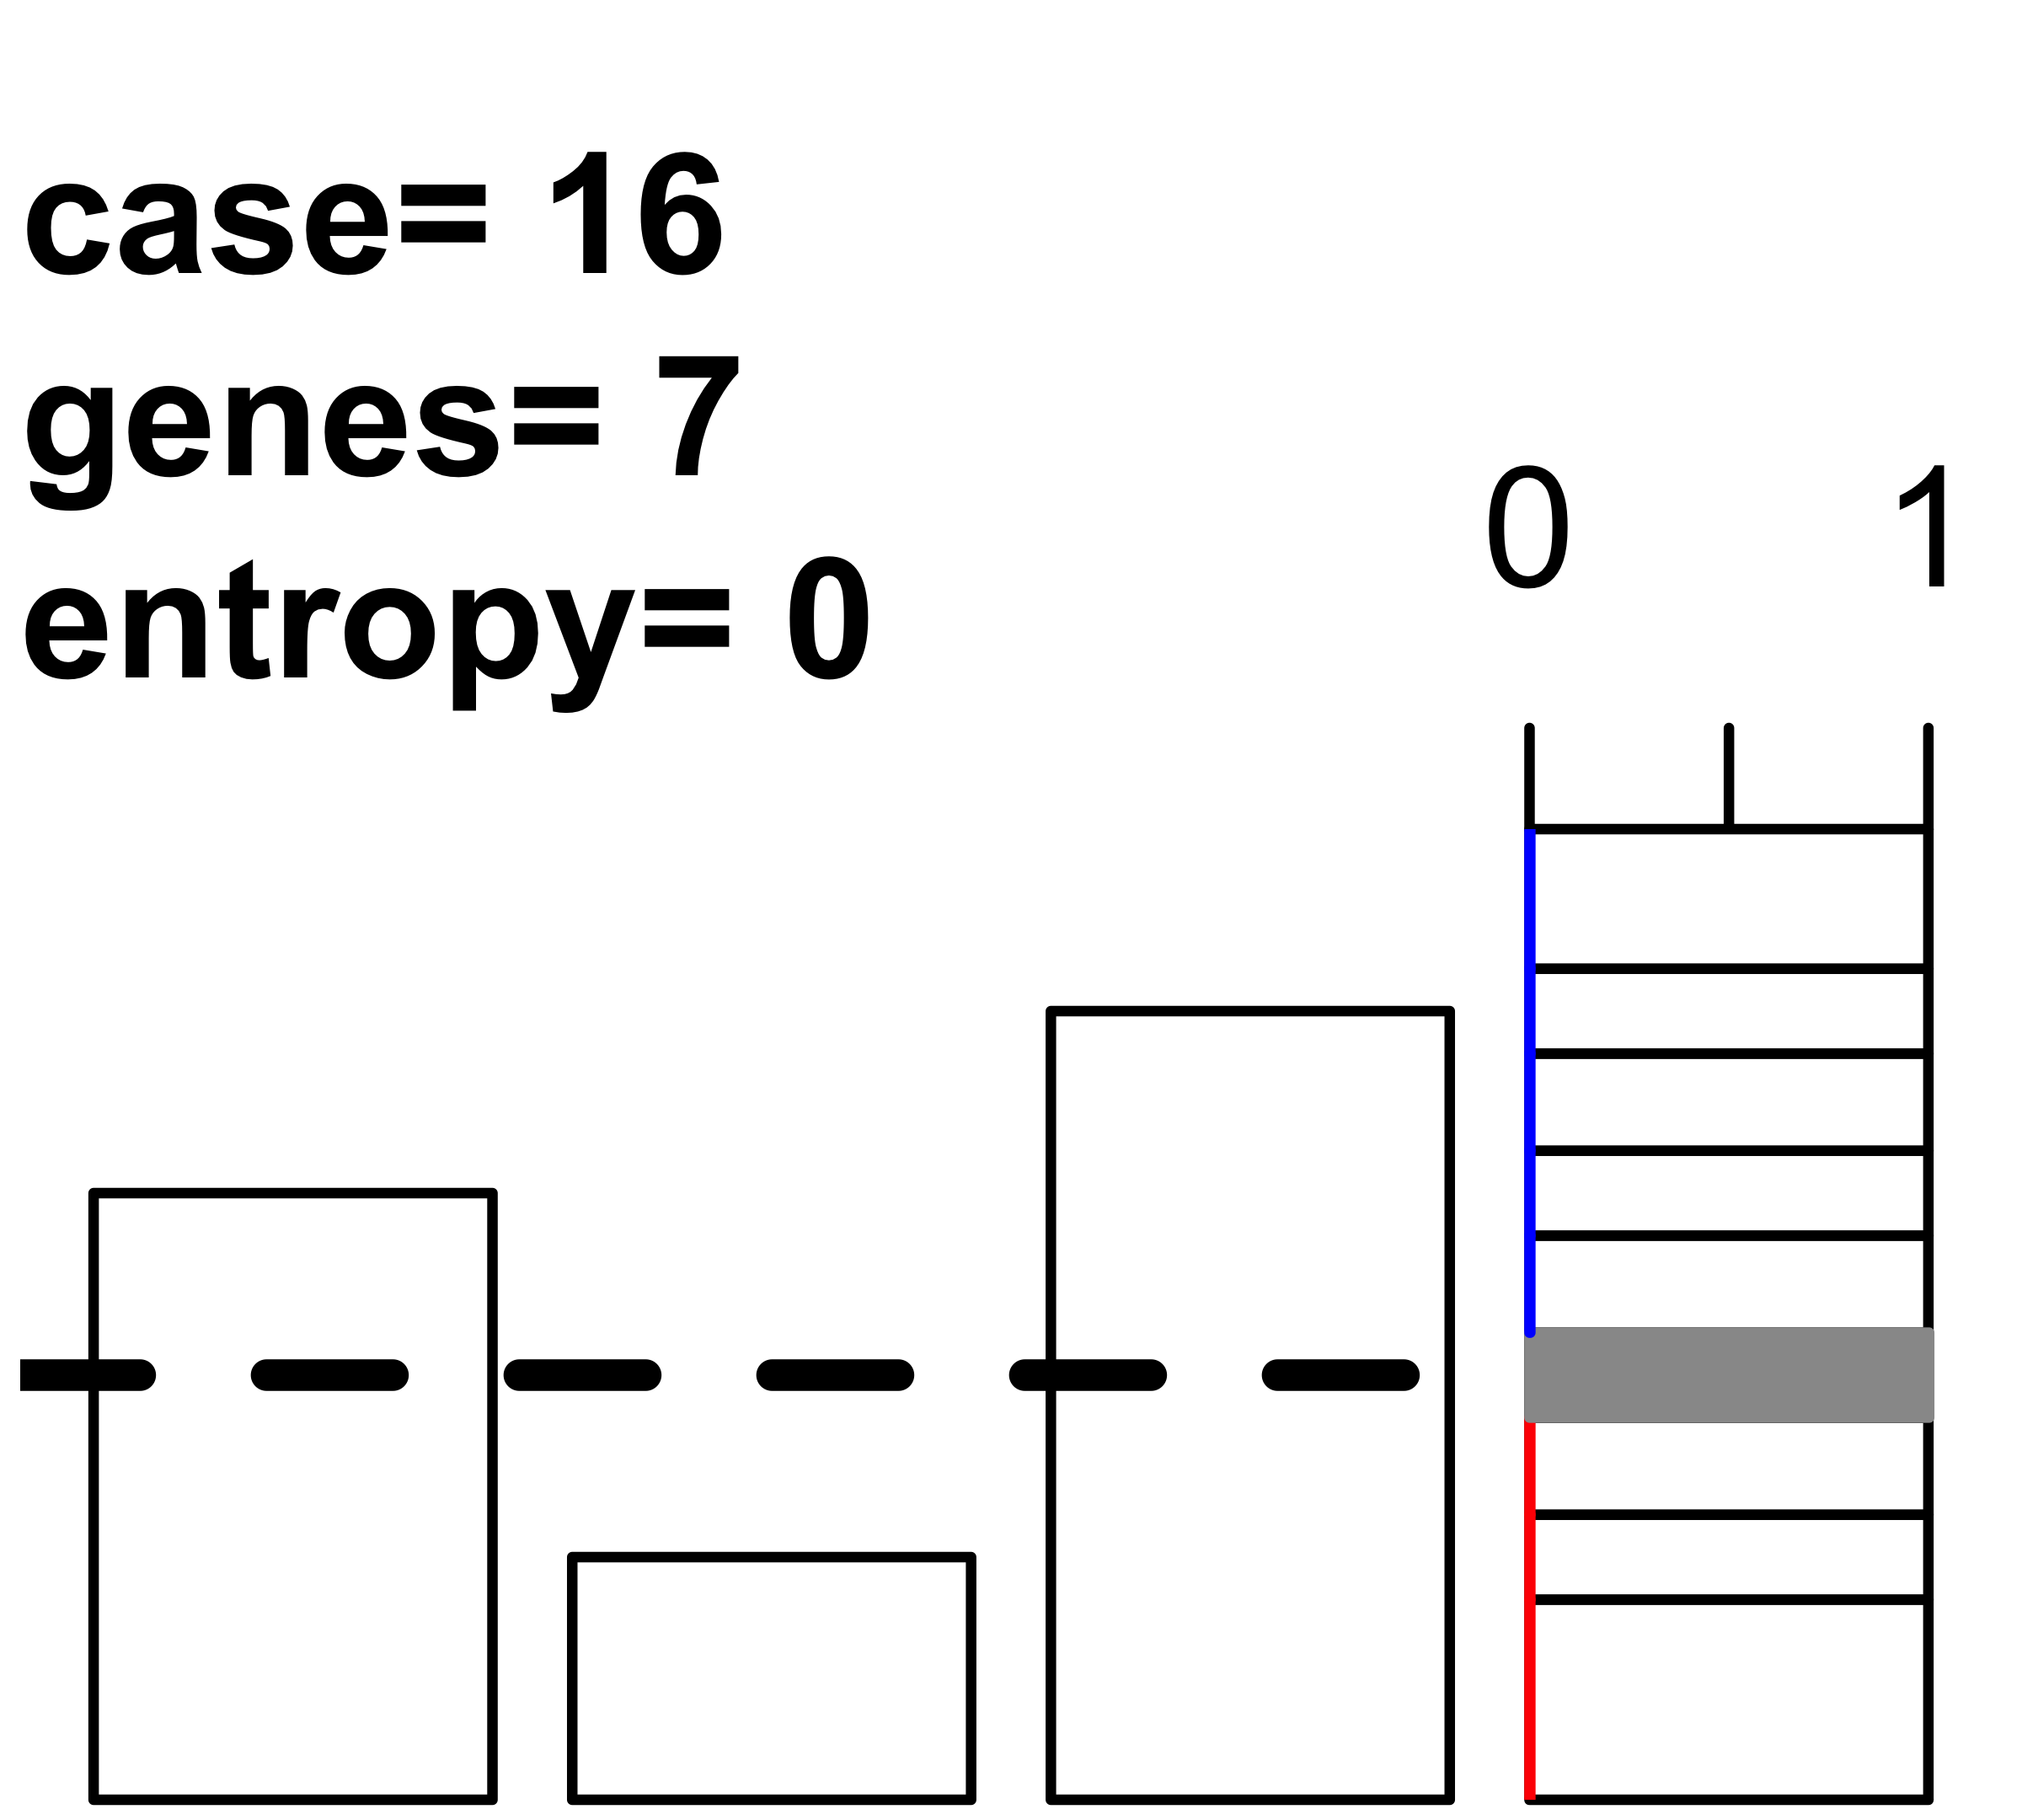 case= 16
genes= 7
entropy= 0
0 1